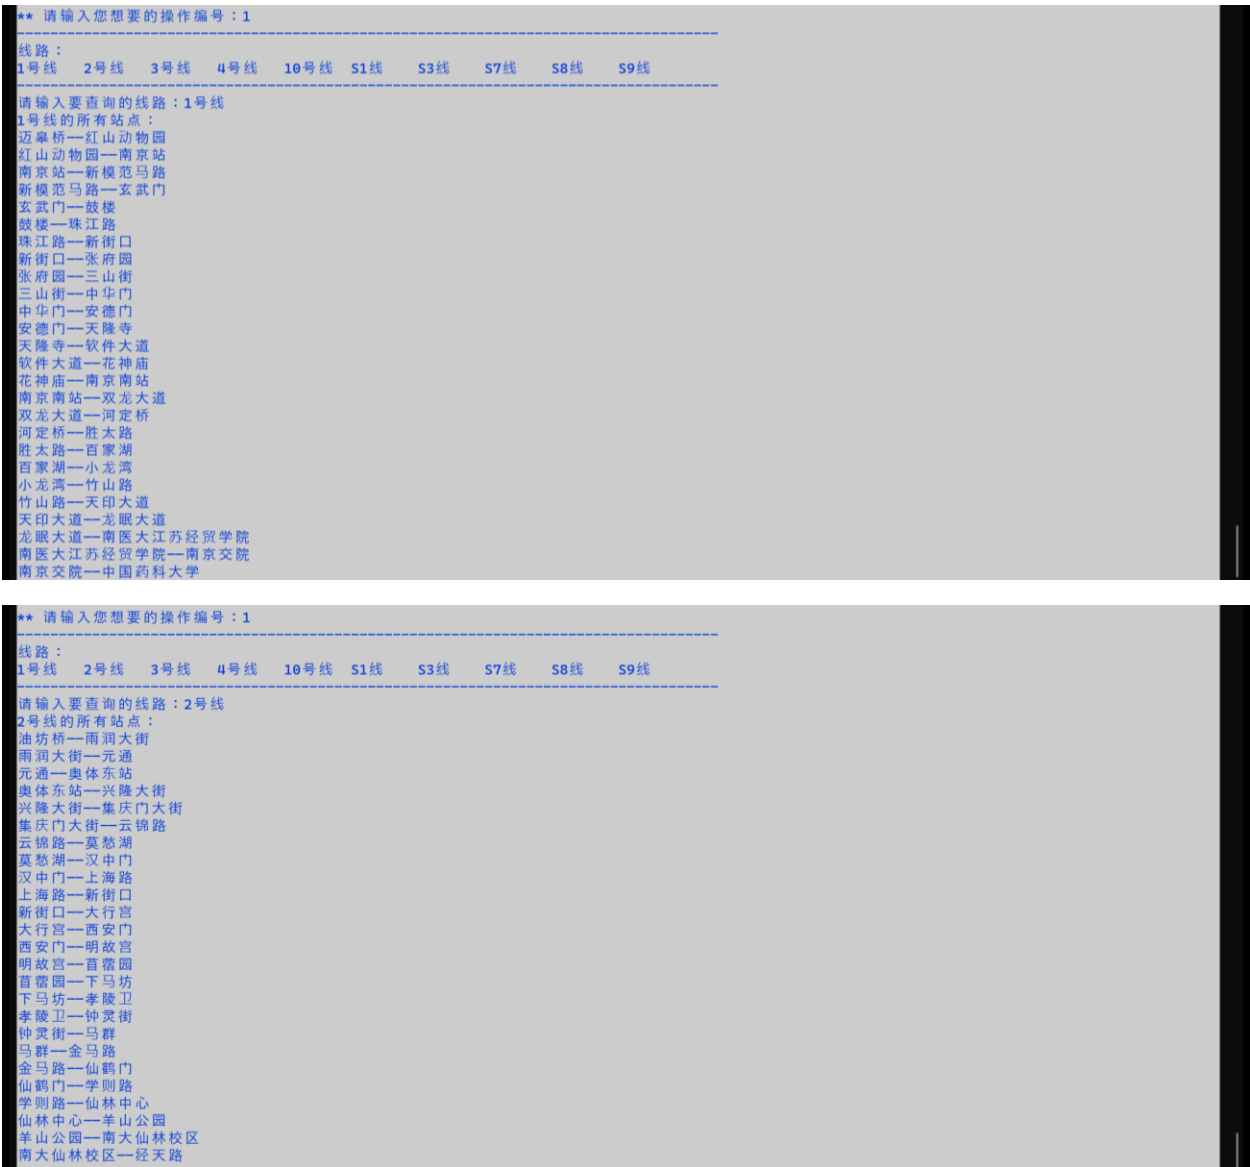 ** 请输入您想要的操作编号：1
线路：
1号线 2号线 3号线 4号线 10号线 S1线 S3线 S7线 S8线 S9线
请输入要查询的线路：1号线
1号线的所有站点：
迈皋桥——红山动物园
红山动物园——南京站
南京站——新模范马路
新模范马路——玄武门
玄武门——鼓楼
鼓楼——珠江路
珠江路——新街口
新街口——张府园
张府园——三山街
三山街——中华门
中华门——安德门
安德门——天隆寺
天隆寺——软件大道
软件大道——花神庙
花神庙——南京南站
南京南站——双龙大道
双龙大道——河定桥
河定桥——胜太路
胜太路——百家湖
百家湖——小龙湾
小龙湾——竹山路
竹山路——天印大道
天印大道——龙眠大道
龙眠大道——南医大江苏经贸学院
南医大江苏经贸学院——南京交院
南京交院——中国药科大学
** 请输入您想要的操作编号：1
线路：
1号线 2号线 3号线 4号线 10号线 S1线 S3线 S7线 S8线 S9线
请输入要查询的线路：2号线
2号线的所有站点：
油坊桥——雨润大街
雨润大街——元通
元通——奥体东站
奥体东站——兴隆大街
兴隆大街——集庆门大街
集庆门大街——云锦路
云锦路——莫愁湖
莫愁湖——汉中门
汉中门——上海路
上海路——新街口
新街口——大行宫
大行宫——西安门
西安门——明故宫
明故宫——苜蓿园
苜蓿园——下马坊
下马坊——孝陵卫
孝陵卫——钟灵街
钟灵街——马群
马群——金马路
金马路——仙鹤门
仙鹤门——学则路
学则路——仙林中心
仙林中心——羊山公园
羊山公园——南大仙林校区
南大仙林校区——经天路